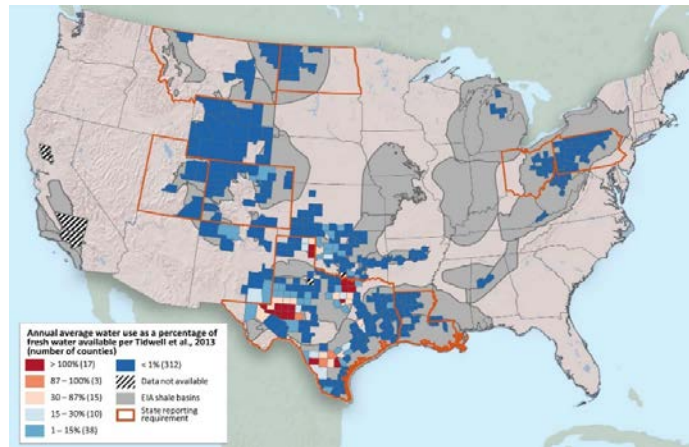 Annual average water use as a percentage of
fresh water available per Tidwell et al., 2013
(number of counties)
> 100% (17)
87 – 100% (3)
30 – 87% (15)
15 – 30% (10)
1 – 15% (38)
< 1% (312)
Data not available
EIA shale basins
State reporting
requirement